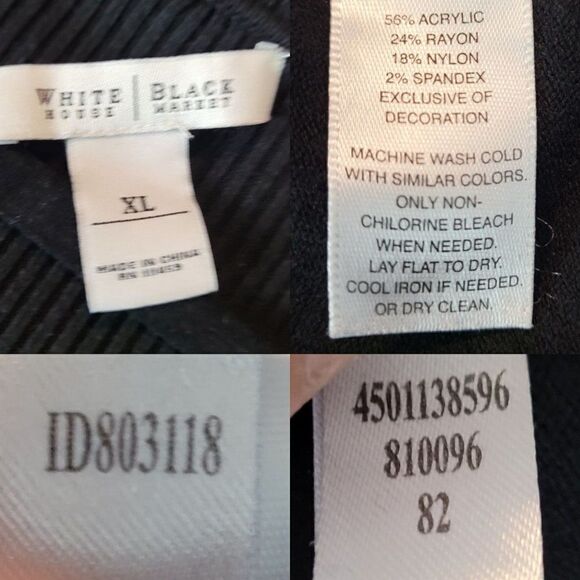 WHITE HOUSE | BLACK MARKET
XL
MADE IN CHINA
56% ACRYLIC
24% RAYON
18% NYLON
2% SPANDEX
EXCLUSIVE OF
DECORATION
MACHINE WASH COLD
WITH SIMILAR COLORS.
ONLY NON-
CHILORINE BLEACH
WHEN NEEDED.
LAY FLAT TO DRY.
COOL IRON IF NEEDED.
OR DRY CLEAN.
ID803118
4501138596
810096
82